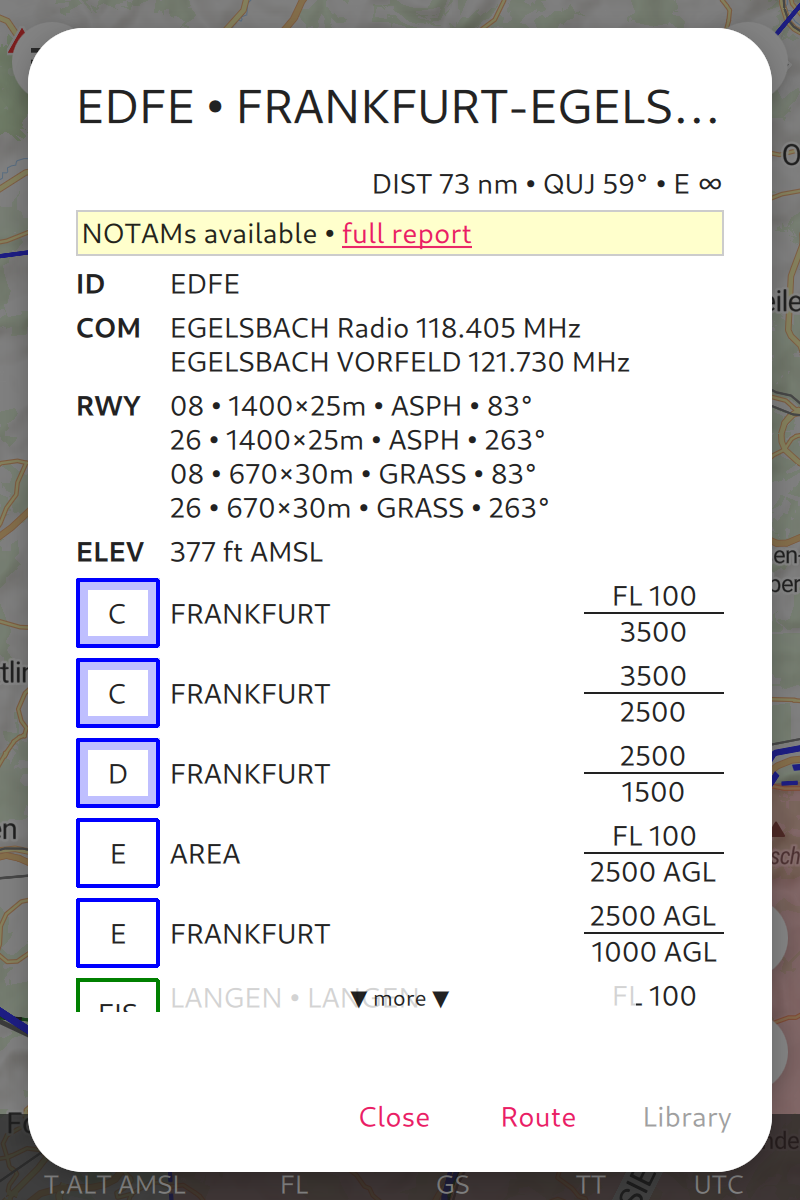 EDFE • FRANKFURT-EGELS...
DIST 73 nm • QUJ 59° • E ∞
NOTAMs available • full report
ID EDFE
COM EGELSBACH Radio 118.405 MHz
EGELSBACH VORFELD 121.730 MHz
RWY 08 • 1400×25m • ASPH • 83°
26 • 1400×25m • ASPH • 263°
08 • 670×30m • GRASS • 83°
26 • 670×30m • GRASS • 263°
ELEV 377 ft AMSL
C FRANKFURT FL 100
3500
C FRANKFURT 3500
2500
D FRANKFURT 2500
1500
E AREA FL 100
2500 AGL
E FRANKFURT 2500 AGL
1000 AGL
FIS LANGEN • LANGEN FL 100
▼ more ▼
Close Route Library
T.ALT AMSL FL GS TT UTC